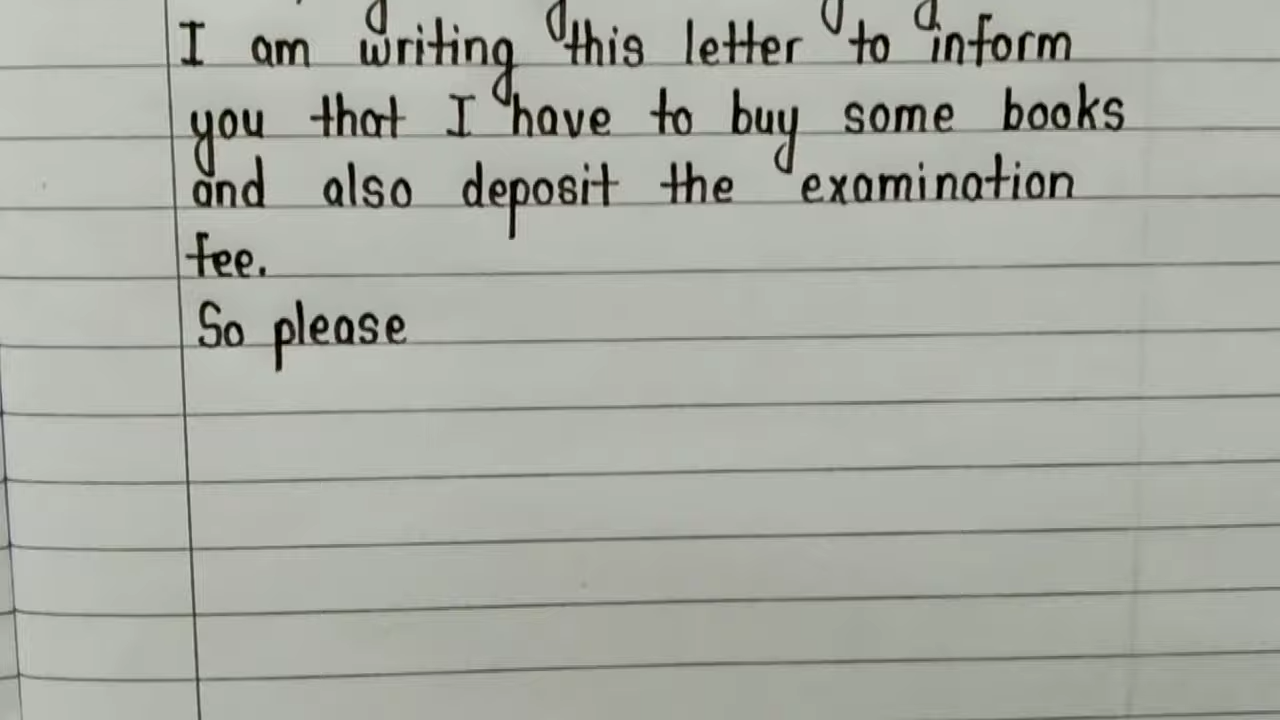 I am writing this letter to inform
you that I have to buy some books
and also deposit the examination
fee.
So please